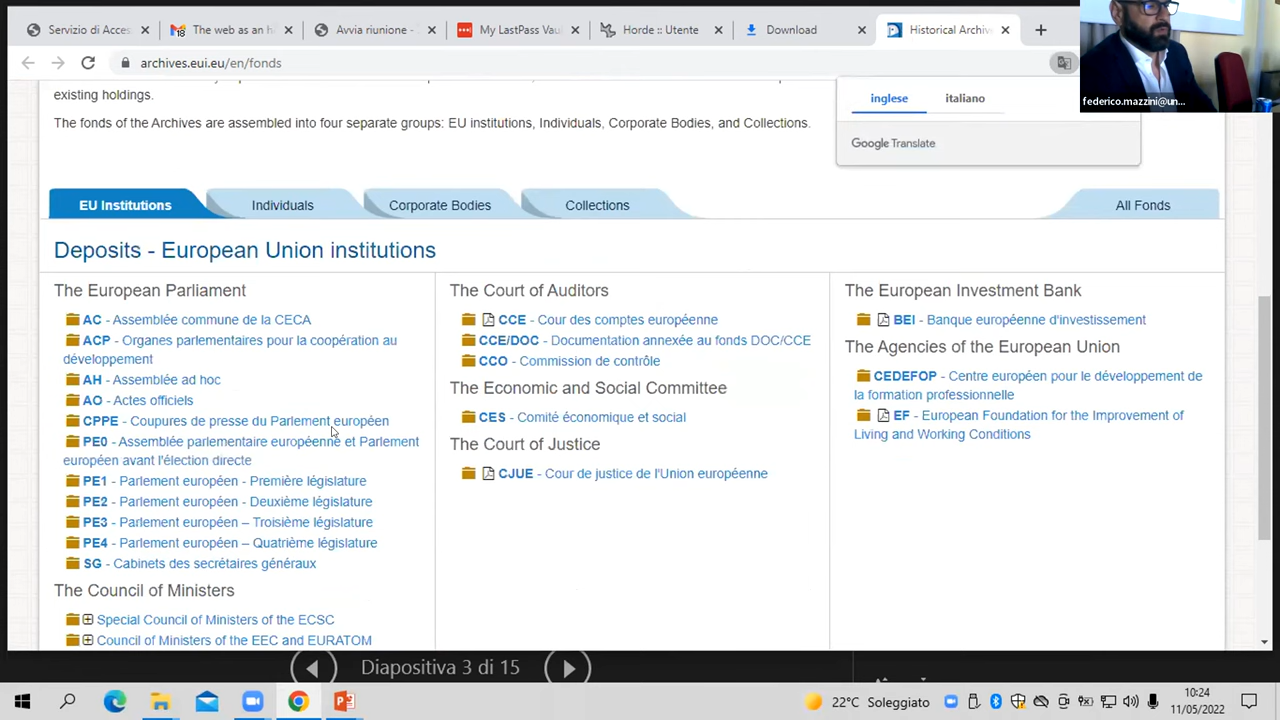 Servizio di Acces
The web as an h
Avvia riunione -
My LastPass Vau
Horde :: Utente
Download
Historical Archiv
archives.eui.eu/en/fonds
existing holdings.
The fonds of the Archives are assembled into four separate groups: EU institutions, Individuals, Corporate Bodies, and Collections.
inglese
italiano
Google Translate
federico.mazzini@un...
EU Institutions
Individuals
Corporate Bodies
Collections
All Fonds
Deposits - European Union institutions
The European Parliament
AC - Assemblée commune de la CECA
ACP - Organes parlementaires pour la coopération au
développement
AH - Assemblée ad hoc
AO - Actes officiels
CPPE - Coupures de presse du Parlement européen
PE0 - Assemblée parlementaire européenne et Parlement
européen avant l'élection directe
PE1 - Parlement européen - Première législature
PE2 - Parlement européen - Deuxième législature
PE3 - Parlement européen – Troisième législature
PE4 - Parlement européen – Quatrième législature
SG - Cabinets des secrétaires généraux
The Council of Ministers
Special Council of Ministers of the ECSC
Council of Ministers of the EEC and EURATOM
The Court of Auditors
CCE - Cour des comptes européenne
CCE/DOC - Documentation annexée au fonds DOC/CCE
CCO - Commission de contrôle
The Economic and Social Committee
CES - Comité économique et social
The Court of Justice
CJUE - Cour de justice de l'Union européenne
The European Investment Bank
BEI - Banque européenne d'investissement
The Agencies of the European Union
CEDEFOP - Centre européen pour le développement de
la formation professionnelle
EF - European Foundation for the Improvement of
Living and Working Conditions
Diapositiva 3 di 15
22°C Soleggiato
10:24
11/05/2022